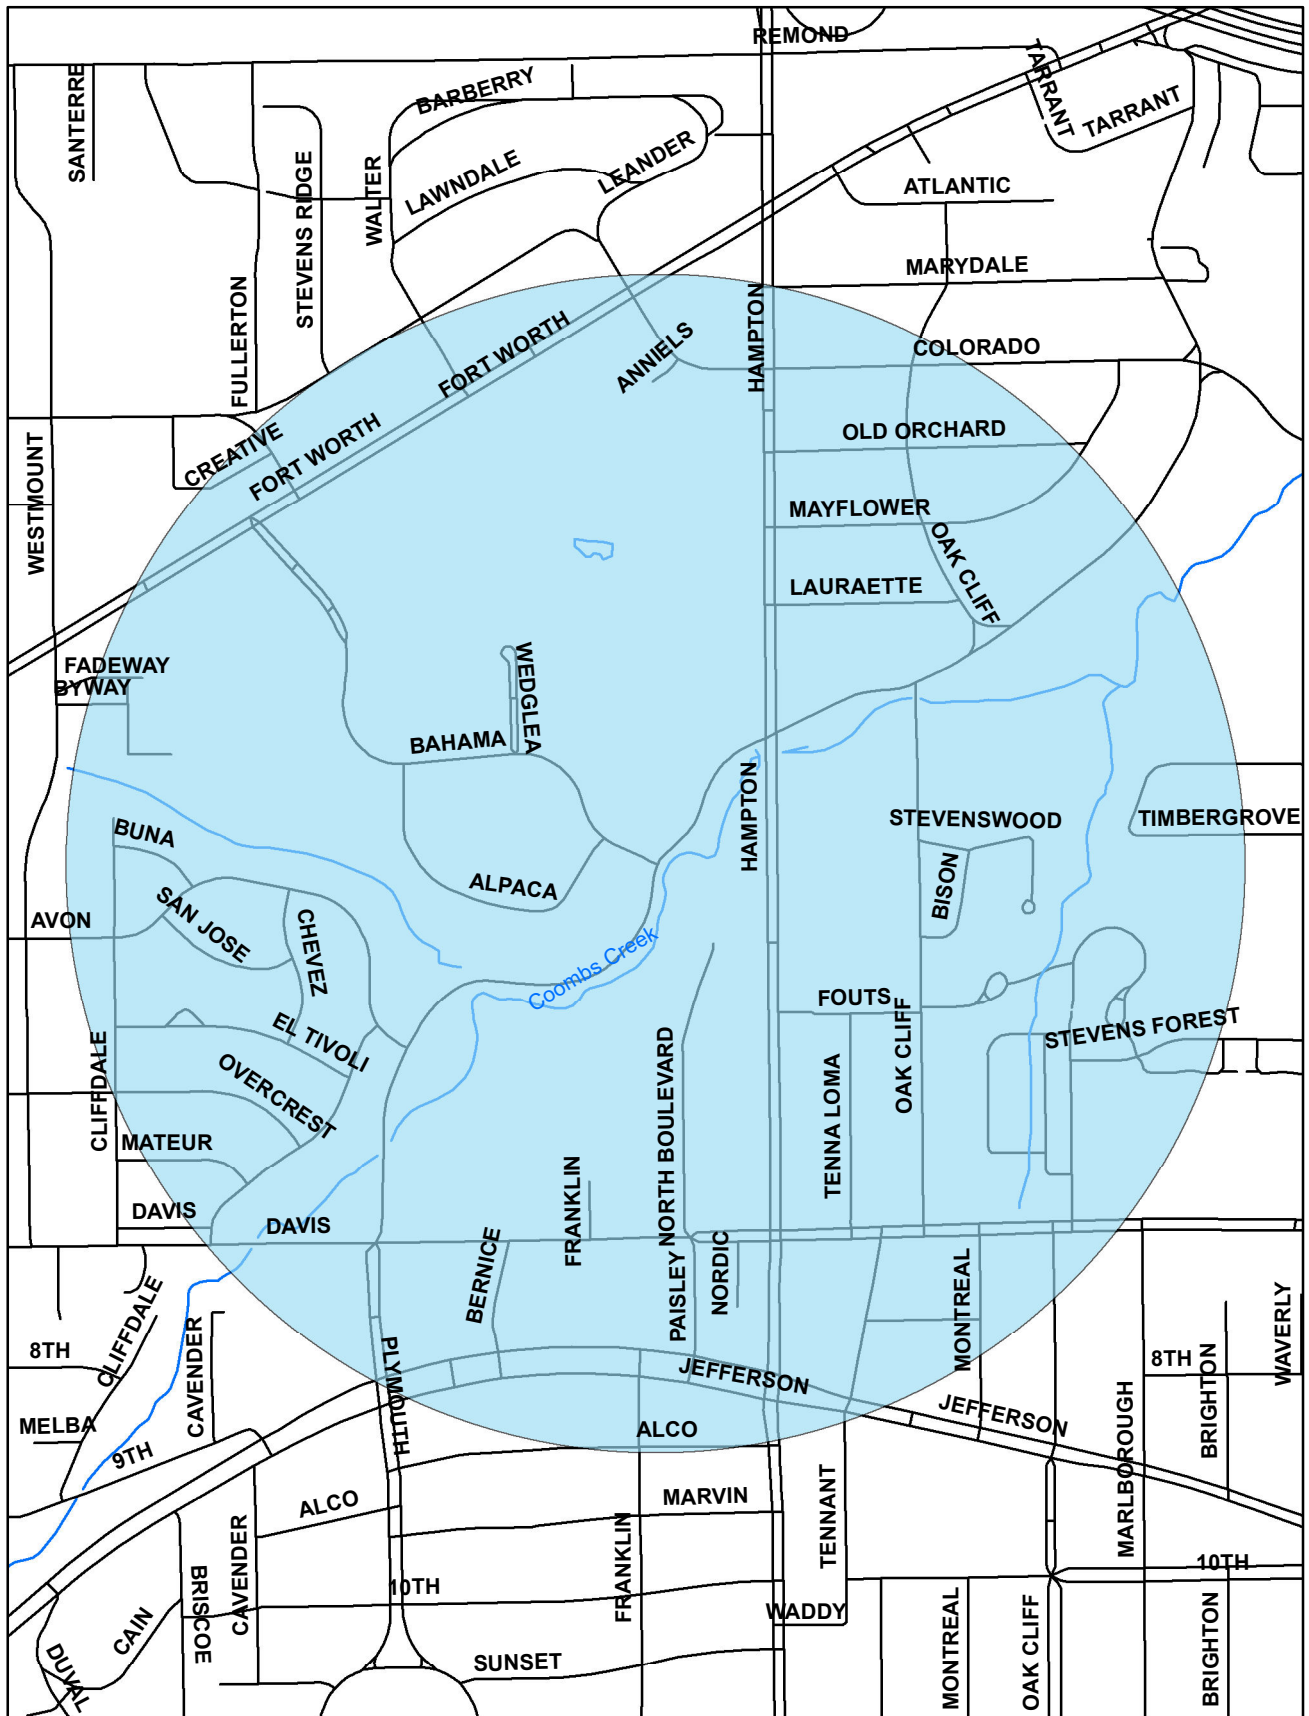 REMOND
TARRANT
TARRANT
SANTERRE
BARBERRY
LEANDER
LAWNDALE
WALTER
STEVENS RIDGE
ATLANTIC
MARYDALE
FULLERTON
HAMPTON
FORT WORTH
ANNIELS
COLORADO
CREATIVE
FORT WORTH
OLD ORCHARD
WESTMOUNT
MAYFLOWER
OAK CLIFF
LAURAETTE
FADEWAY
BYWAY
WEDGLEA
BAHAMA
HAMPTON
STEVENSWOOD
TIMBERGROVE
BUNA
ALPACA
BISON
AVON
SAN JOSE
CHEVEZ
Coombs Creek
FOUTS
OAK CLIFF
STEVENS FOREST
EL TIVOLI
CLIFFDALE
OVERCREST
NORTH BOULEVARD
TENNA LOMA
MATEUR
FRANKLIN
DAVIS
DAVIS
BERNICE
PAISLEY
NORDIC
MONTREAL
CLIFFDALE
8TH
CAVENDER
PLYMOUTH
JEFFERSON
8TH
BRIGHTON
WAVERLY
MELBA
9TH
ALCO
JEFFERSON
MARLBOROUGH
ALCO
MARVIN
TENNANT
FRANKLIN
CAVENDER
BRISCOE
10TH
10TH
WADDY
CAIN
DUVAL
SUNSET
MONTREAL
OAK CLIFF
BRIGHTON